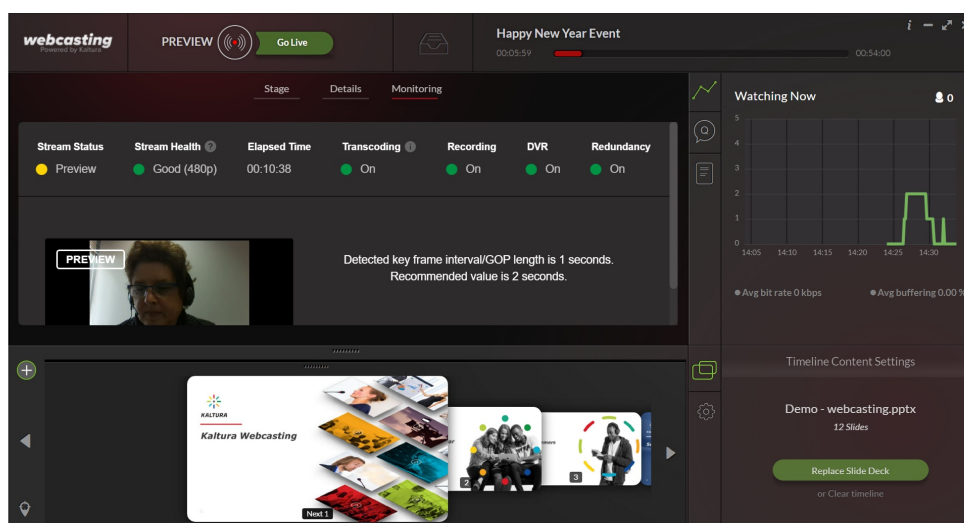 webcasting
Powered by Kaltura
PREVIEW
Go Live
Happy New Year Event
00:05:59
00:54:00
Stage
Details
Monitoring
Stream Status
Stream Health
Elapsed Time
Transcoding
Recording
DVR
Redundancy
Preview
Good (480p)
00:10:38
On
On
On
On
PREVIEW
Detected key frame interval/GOP length is 1 seconds.
Recommended value is 2 seconds.
Q
Watching Now
0
5
4
3
2
1
0
14:05
14:10
14:15
14:20
14:25
14:30
Avg bit rate 0 kbps
Avg buffering 0.00 %
KALTURA
Kaltura Webcasting
Next 1
2
3
Timeline Content Settings
Demo - webcasting.pptx
12 Slides
Replace Slide Deck
or Clear timeline